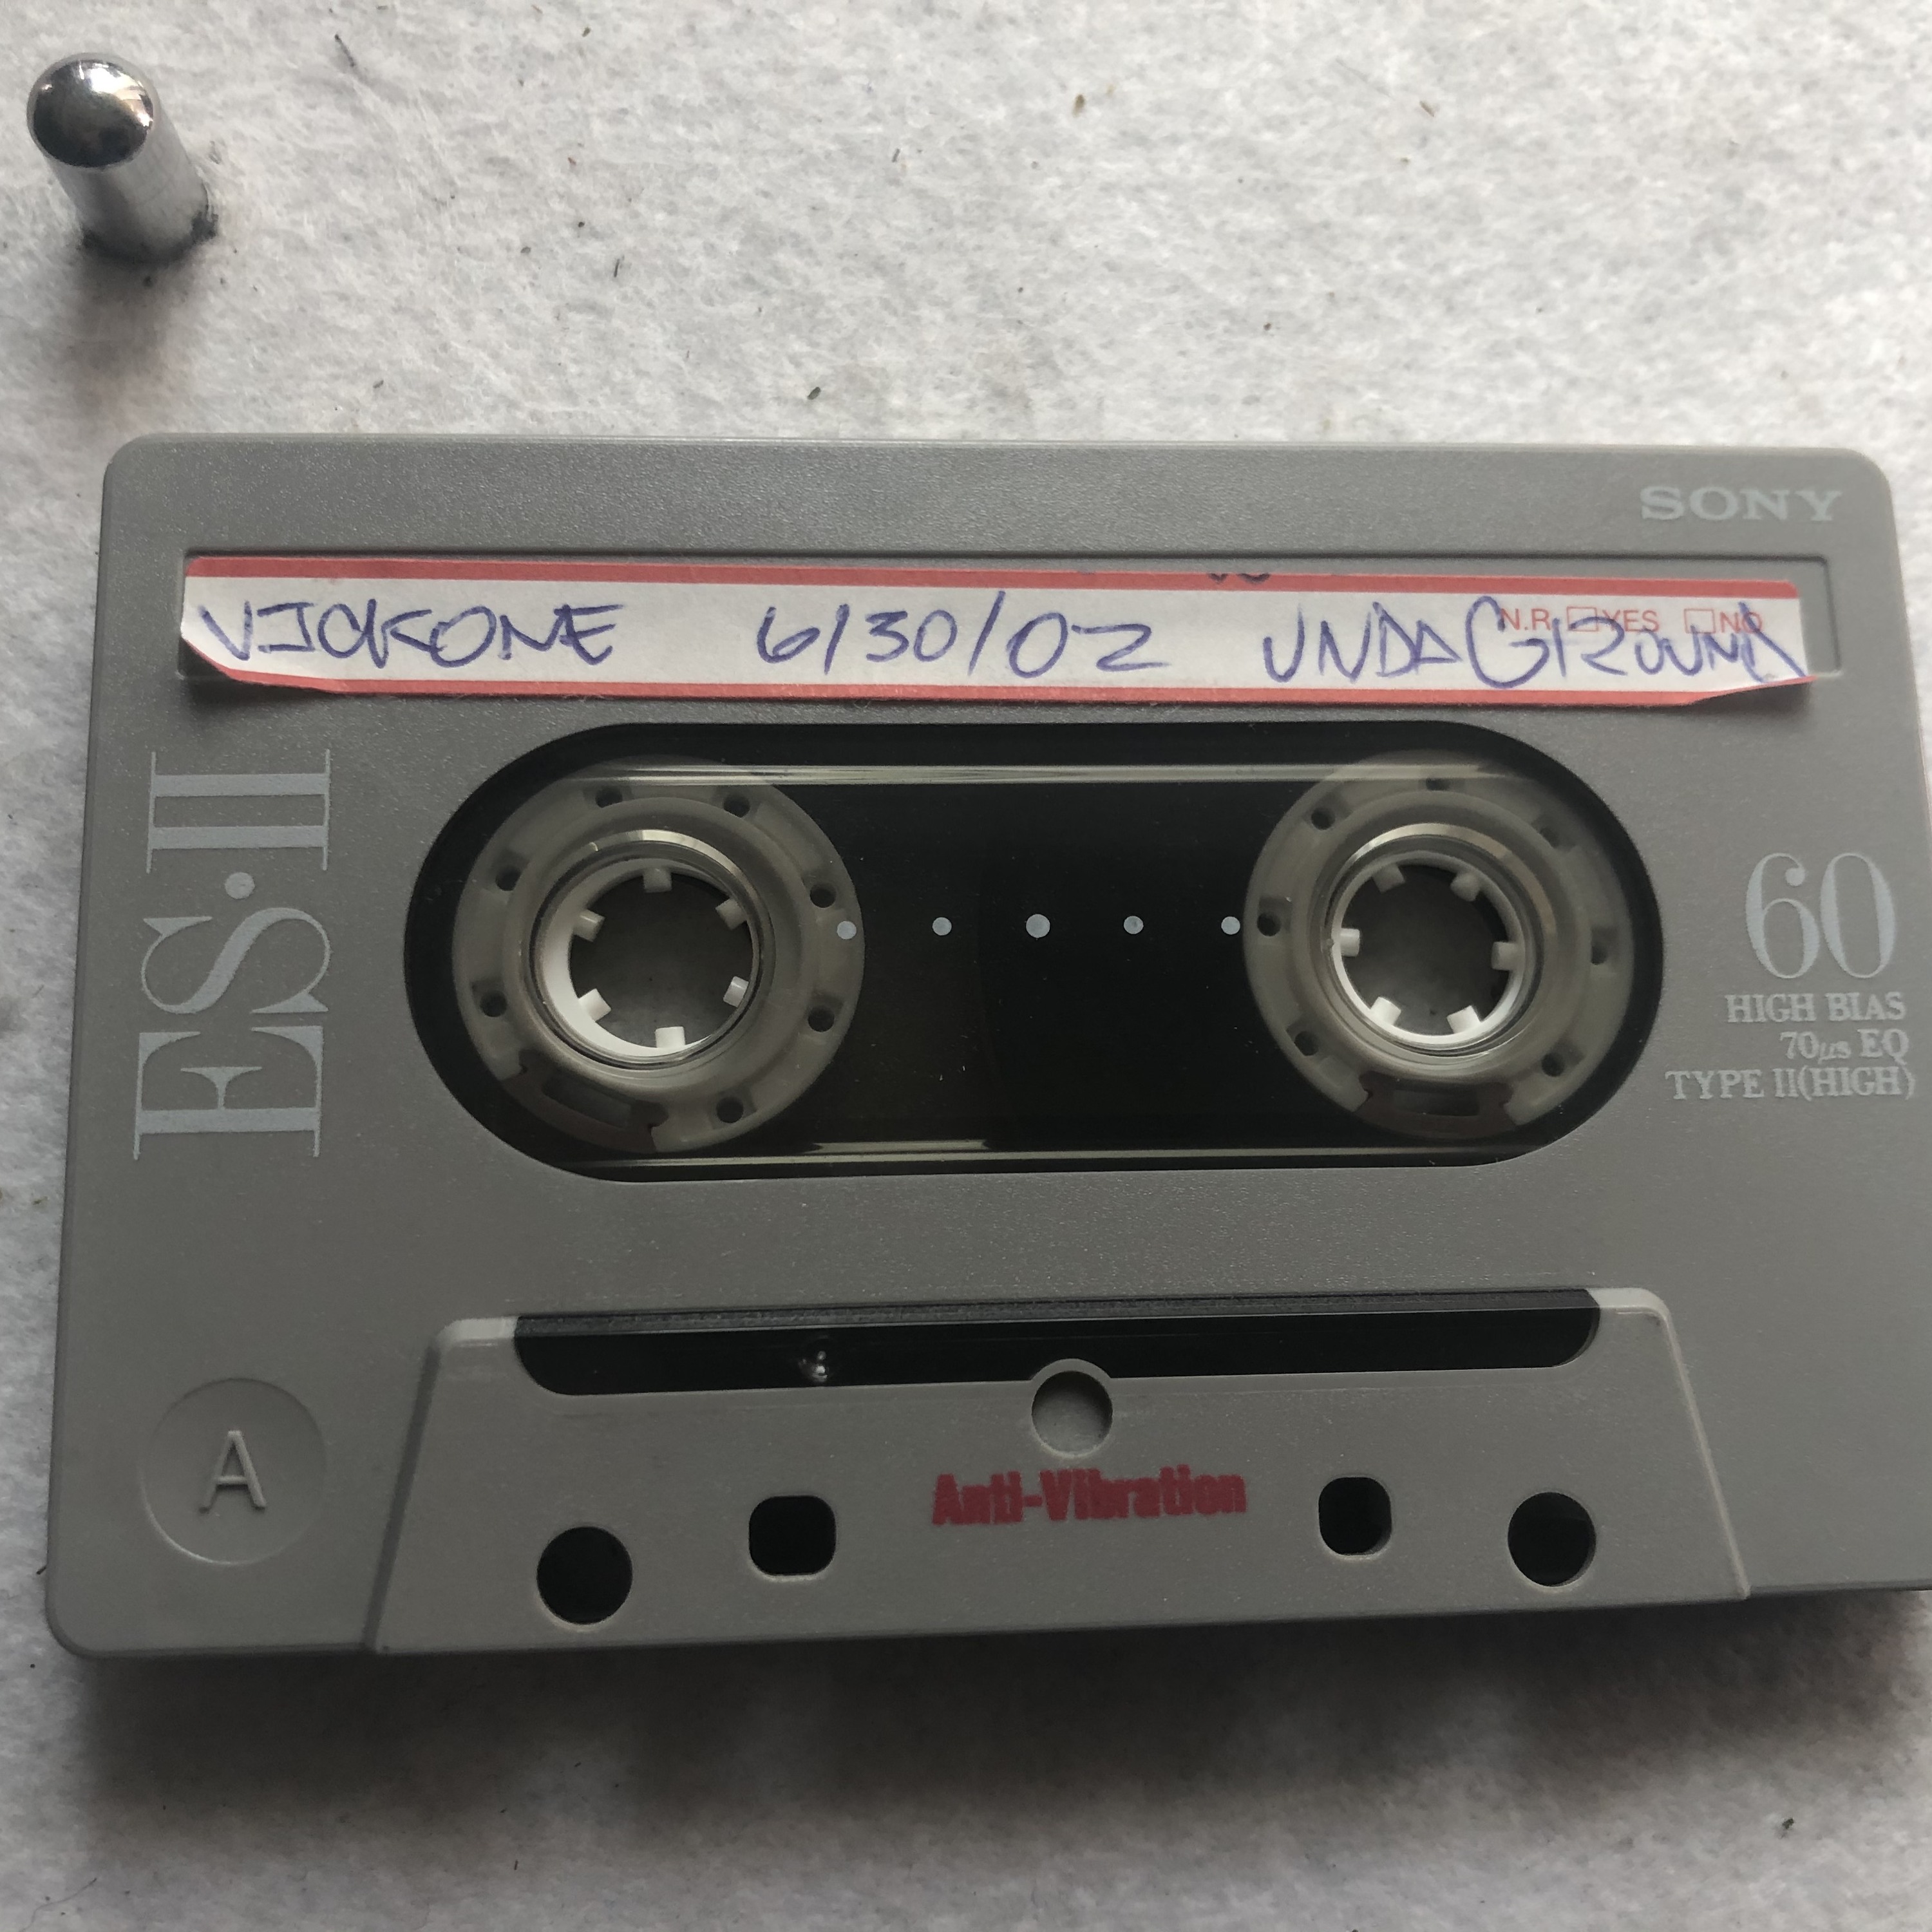 SONY
VICKONE 6/30/02 UNDAGROUND
N.R. YES NO
ES·II
60
HIGH BIAS
70µs EQ
TYPE II(HIGH)
A
Anti-Vibration